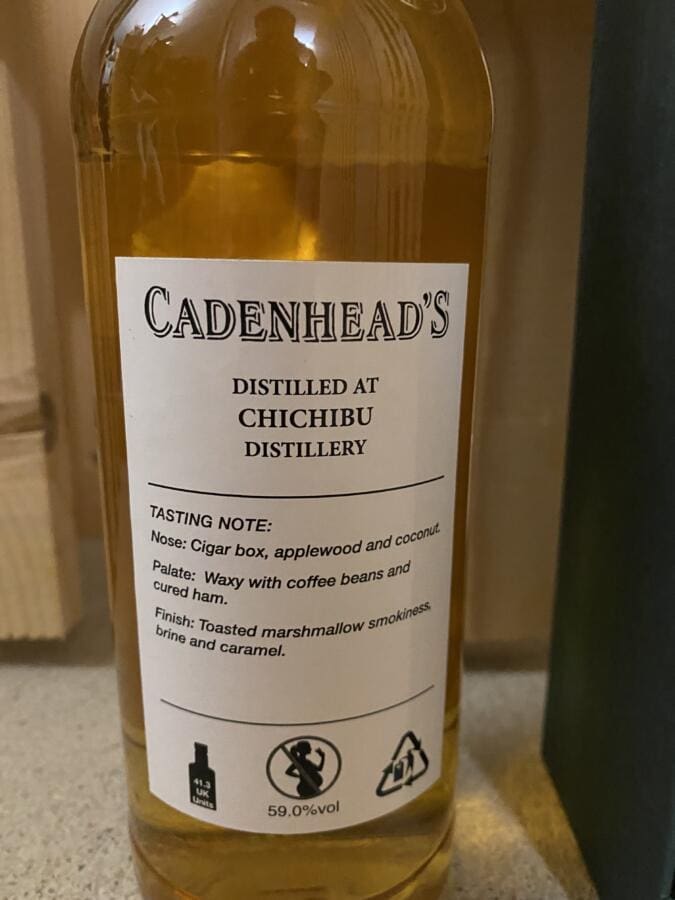 CADENHEAD'S
DISTILLED AT
CHICHIBU
DISTILLERY
TASTING NOTE:
Nose: Cigar box, applewood and coconut.
Palate: Waxy with coffee beans and
cured ham.
Finish: Toasted marshmallow smokiness,
brine and caramel.
41.3
UK
Units
59.0%vol